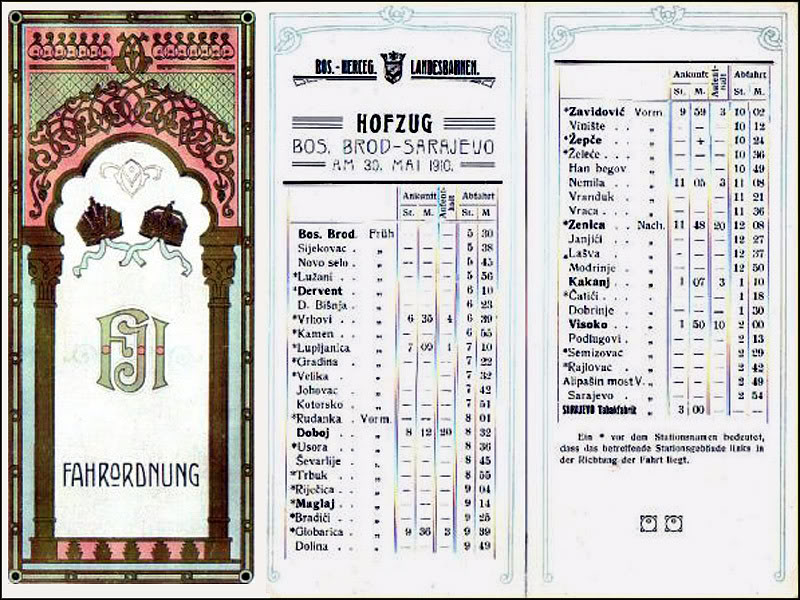 FJI
FAHRORDNUNG
BOS.-HERCEG. LANDESBAHNEN.
HOFZUG
BOS. BROD-SARAJEVO
AM 30. MAI 1910.
Ankunft Aufenthalt Abfahrt
St. M. St. M
Bos. Brod. Früh — — — 5 30
Sijekovac . . „ — — — 5 38
Novo selo . . „ — — — 5 45
*Lužani . . „ — — — 5 56
*Dervent . . „ — — — 6 10
D. Bišnja . „ — — — 6 23
*Vrhovi . . „ 6 35 4 6 39
*Kamen . . „ — — — 6 55
*Lupljanica „ 7 09 1 7 10
*Gradina . „ — — — 7 22
*Velika . „ — — — 7 32
Johovac . „ — — — 7 42
Kotorsko . „ — — — 7 51
*Rudanka . Vorm. — — — 8 01
Doboj . . „ 8 12 20 8 32
*Usora . . „ — — — 8 36
Ševarlije . „ — — — 8 45
*Trbuk . . „ — — — 8 55
*Riječica . „ — — — 9 04
*Maglaj . . „ — — — 9 14
*Bradići . . „ — — — 9 25
*Globarica . „ 9 36 3 9 39
Dolina . . „ — — — 9 49
Ankunft Aufenthalt Abfahrt
St. M. St. M.
*Zavidović Vorm. 9 59 3 10 02
Vinište . . „ — — — 10 12
*Žepče . . „ — + — 10 24
*Želeče . . „ — — — 10 36
Han begov „ — — — 10 49
Nemila . . „ 11 05 3 11 08
Vranduk . „ — — — 11 21
Vraca . . „ — — — 11 36
*Zenica . . Nach. 11 48 20 12 08
Janjići . . „ — — — 12 27
*Lašva . . „ — — — 12 37
Modrinje . „ — — — 12 50
Kakanj . . „ 1 07 3 1 10
*Čatići . . „ — — — 1 18
Dobrinje . „ — — — 1 30
Visoko . . „ 1 50 10 2 00
Podlugovi . „ — — — 2 13
*Semizovac „ — — — 2 29
*Rajlovac . „ — — — 2 42
Alipašin most V. . „ — — — 2 49
Sarajevo . „ — — — 2 54
SARAJEVO Tabakfabrik „ 3 00 — — —
Ein * vor dem Stationsnamen bedeutet,
dass das betreffende Stationsgebäude links in
der Richtung der Fahrt liegt.